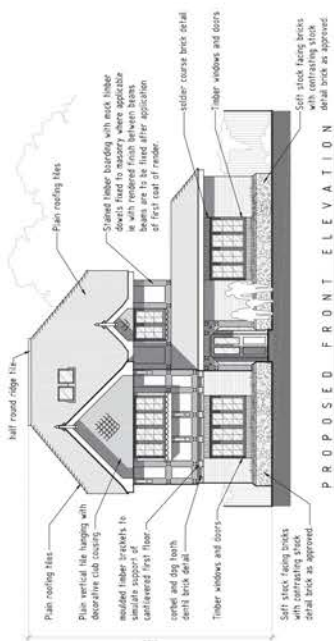 half round ridge tile
Plain roofing tiles
Plain roofing tiles
Plain vertical tile hanging with
decorative club cousing
moulded timber brackets to
simulate support of
cantilevered first floor.
corbel and dog tooth
dentil brick detail
Timber windows and doors
Soft stock facing bricks
with contrasting stock
detail brick as approved
Stained timber boarding with mock timber
dowels fixed to masonry where applicable
ie with rendered finish between beams
beams are to be fixed after application
of first coat of render.
soldier course brick detail
Timber windows and doors
Soft stock facing bricks
with contrasting stock
detail brick as approved
PROPOSED FRONT ELEVATION